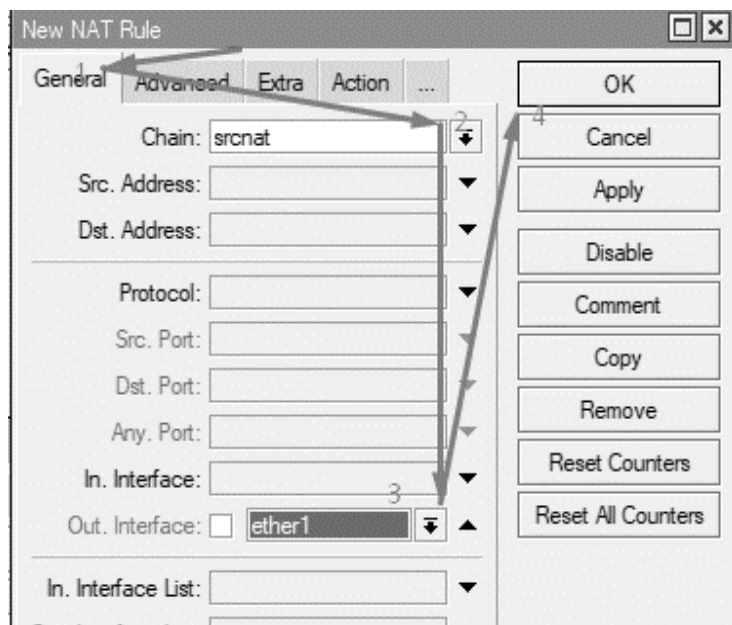 New NAT Rule
General 1 Advanced Extra Action ...
Chain: srcnat 2
Src. Address:
Dst. Address:
Protocol:
Src. Port:
Dst. Port:
Any. Port:
In. Interface:
3
Out. Interface: ether1
In. Interface List:
OK
4
Cancel
Apply
Disable
Comment
Copy
Remove
Reset Counters
Reset All Counters